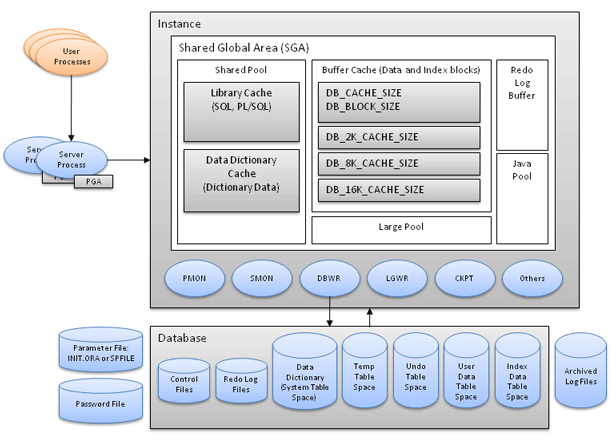 Instance
User
Processes
Shared Global Area (SGA)
Shared Pool
Library Cache
(SQL, PL/SQL)
Data Dictionary
Cache
(Dictionary Data)
Buffer Cache (Data and Index blocks)
DB_CACHE_SIZE
DB_BLOCK_SIZE
DB_2K_CACHE_SIZE
DB_8K_CACHE_SIZE
DB_16K_CACHE_SIZE
Large Pool
Redo
Log
Buffer
Java
Pool
Server
Process
PGA
PMON
SMON
DBWR
LGWR
CKPT
Others
Database
Parameter File:
INIT.ORA or SPFILE
Password File
Control
Files
Redo Log
Files
Data
Dictionary
(System Table
Space)
Temp
Table
Space
Undo
Table
Space
User
Data Table
Space
Index
Data Table
Space
Archived
Log Files